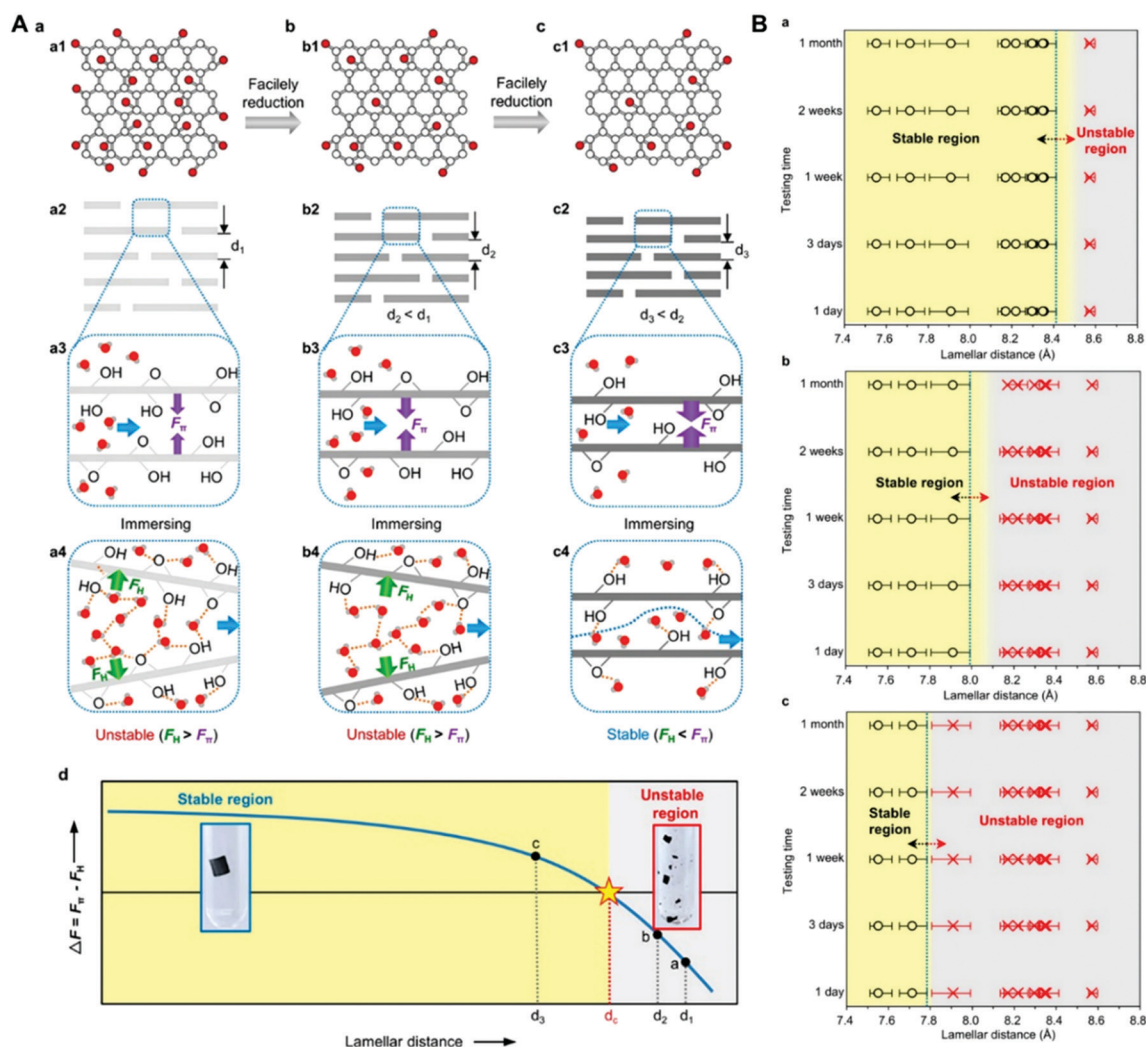 A
a
b
c
a1
b1
c1
Facilely
reduction
Facilely
reduction
a2
b2
c2
d1
d2
d3
d2 < d1
d3 < d2
a3
b3
c3
OH
O
OH
HO
HO
O
Fπ
O
OH
OH
HO
OH
O
OH
HO
HO
O
Fπ
O
OH
OH
HO
OH
O
OH
HO
HO
O
Fπ
O
OH
HO
Immersing
Immersing
Immersing
a4
b4
c4
OH
O
OH
FH
HO
OH
O
O
FH
OH
HO
O
OH
O
OH
FH
HO
OH
O
O
FH
OH
HO
O
OH
OH
HO
O
OH
O
HO
Unstable (FH > Fπ)
Unstable (FH > Fπ)
Stable (FH < Fπ)
d
Stable region
Unstable
region
c
b
a
△F = Fπ - FH
d3
dc
d2
d1
Lamellar distance
B
a
1 month
2 weeks
1 week
3 days
1 day
Testing time
Stable region
Unstable
region
7.4 7.6 7.8 8.0 8.2 8.4 8.6 8.8
Lamellar distance (Å)
b
1 month
2 weeks
1 week
3 days
1 day
Testing time
Stable region
Unstable region
7.4 7.6 7.8 8.0 8.2 8.4 8.6 8.8
Lamellar distance (Å)
c
1 month
2 weeks
1 week
3 days
1 day
Testing time
Stable
region
Unstable region
7.4 7.6 7.8 8.0 8.2 8.4 8.6 8.8
Lamellar distance (Å)